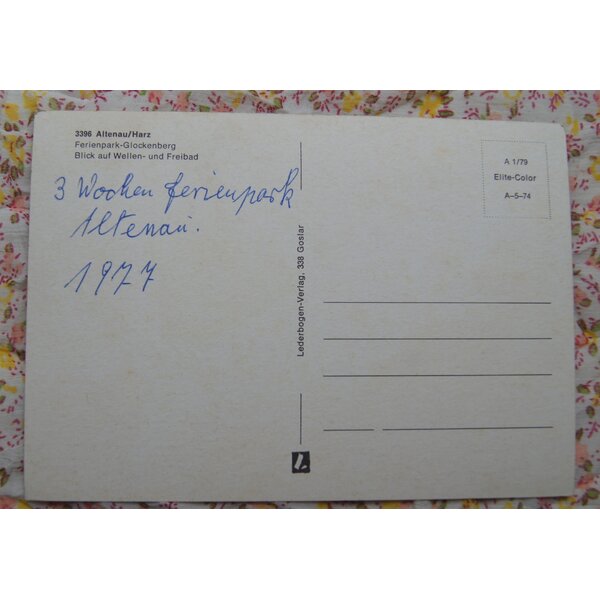 3396 Altenau/Harz
Ferienpark-Glockenberg
Blick auf Wellen- und Freibad
3 Wochen ferienpark
Altenau.
1977
Lederbogen-Verlag, 338 Goslar
A 1/79
Elite-Color
A-5-74
L